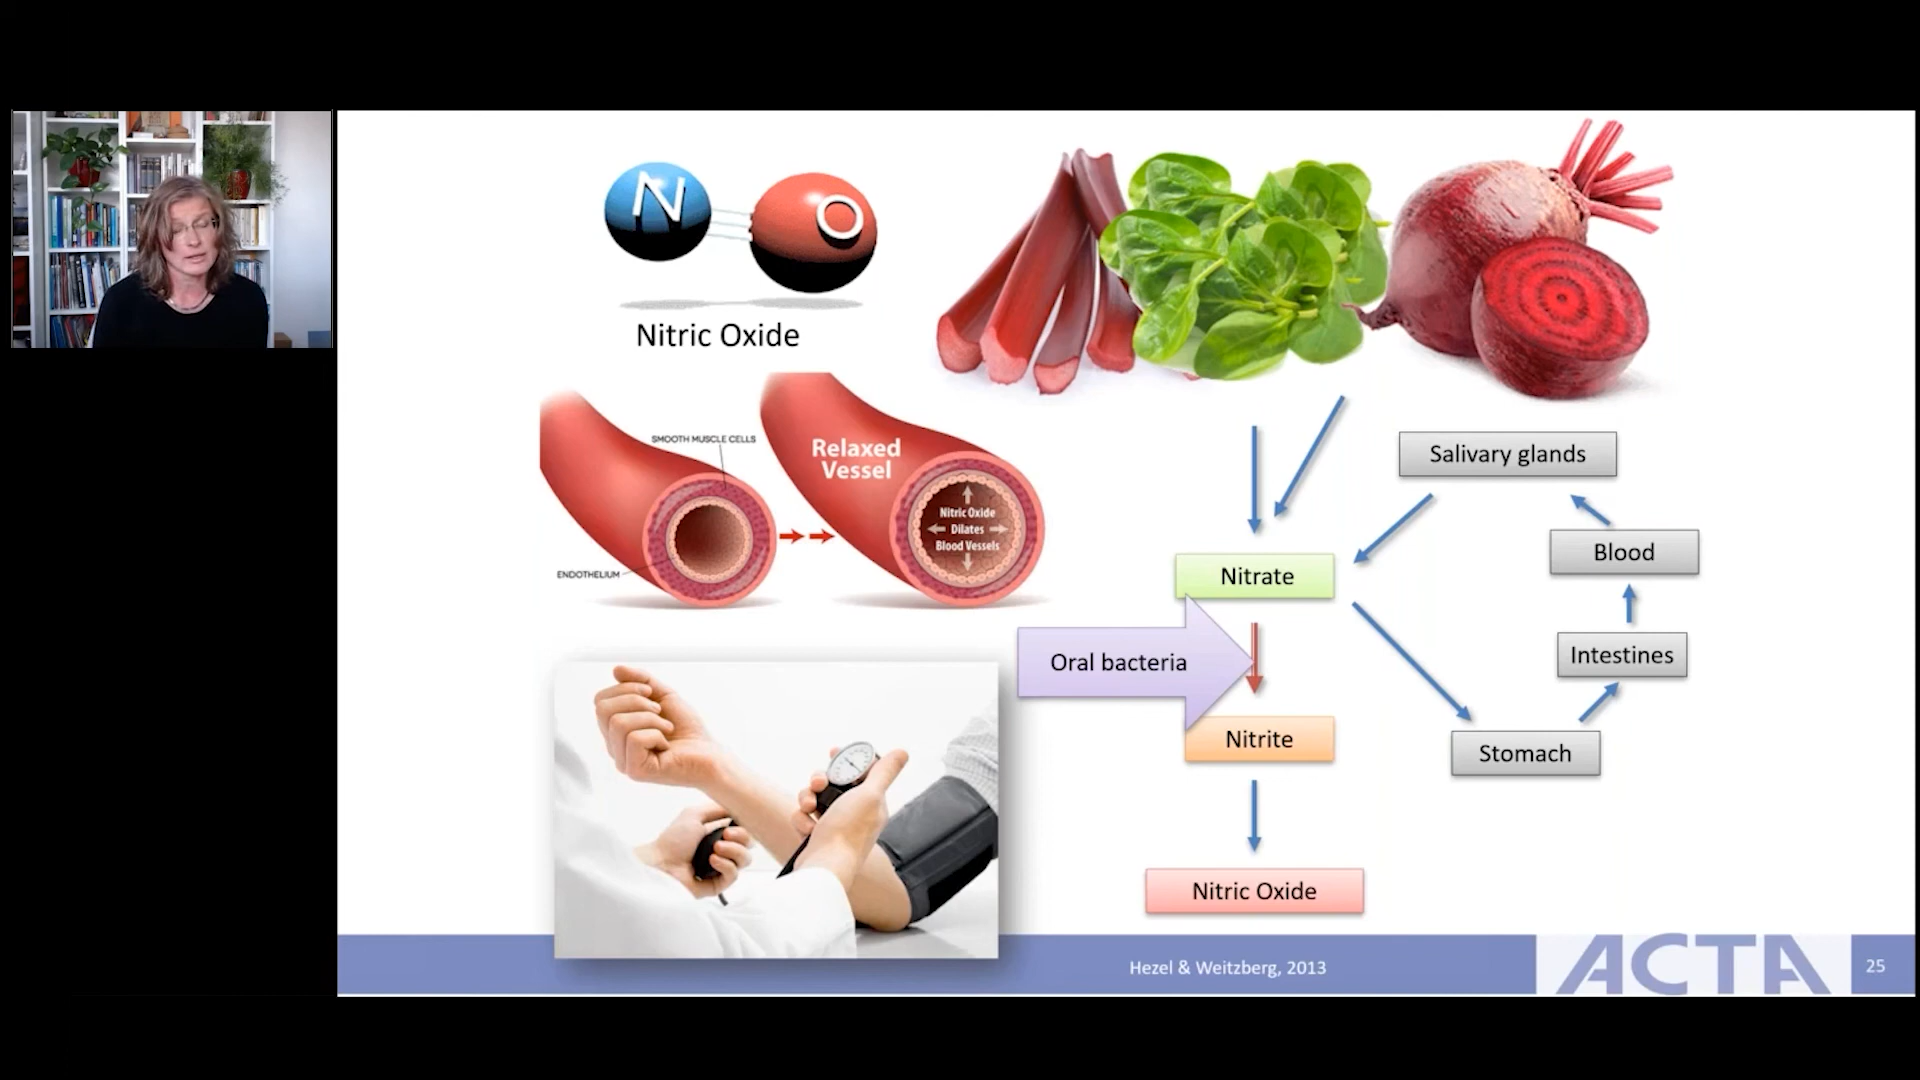 N
O
Nitric Oxide
SMOOTH MUSCLE CELLS
ENDOTHELIUM
Relaxed
Vessel
Nitric Oxide
Dilates
Blood Vessels
Salivary glands
Blood
Nitrate
Oral bacteria
Intestines
Nitrite
Stomach
Nitric Oxide
Hezel & Weitzberg, 2013
ACTA
25